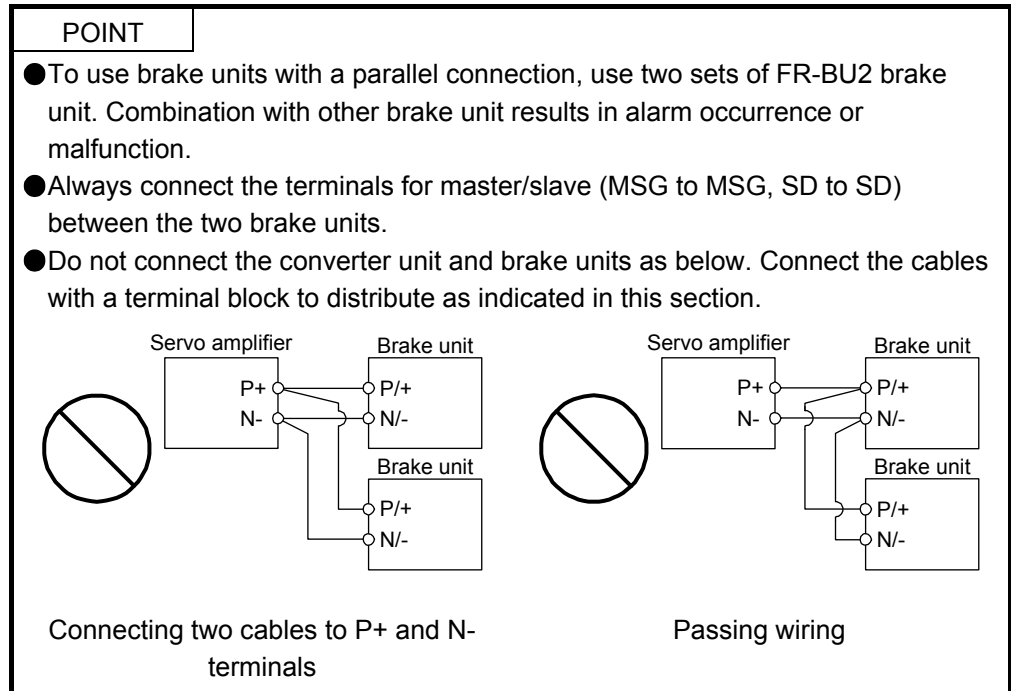 POINT
●To use brake units with a parallel connection, use two sets of FR-BU2 brake
unit. Combination with other brake unit results in alarm occurrence or
malfunction.
●Always connect the terminals for master/slave (MSG to MSG, SD to SD)
between the two brake units.
●Do not connect the converter unit and brake units as below. Connect the cables
with a terminal block to distribute as indicated in this section.
Servo amplifier
Brake unit
P+
P/+
N-
N/-
Brake unit
P/+
N/-
Connecting two cables to P+ and N-
terminals
Servo amplifier
Brake unit
P+
P/+
N-
N/-
Brake unit
P/+
N/-
Passing wiring